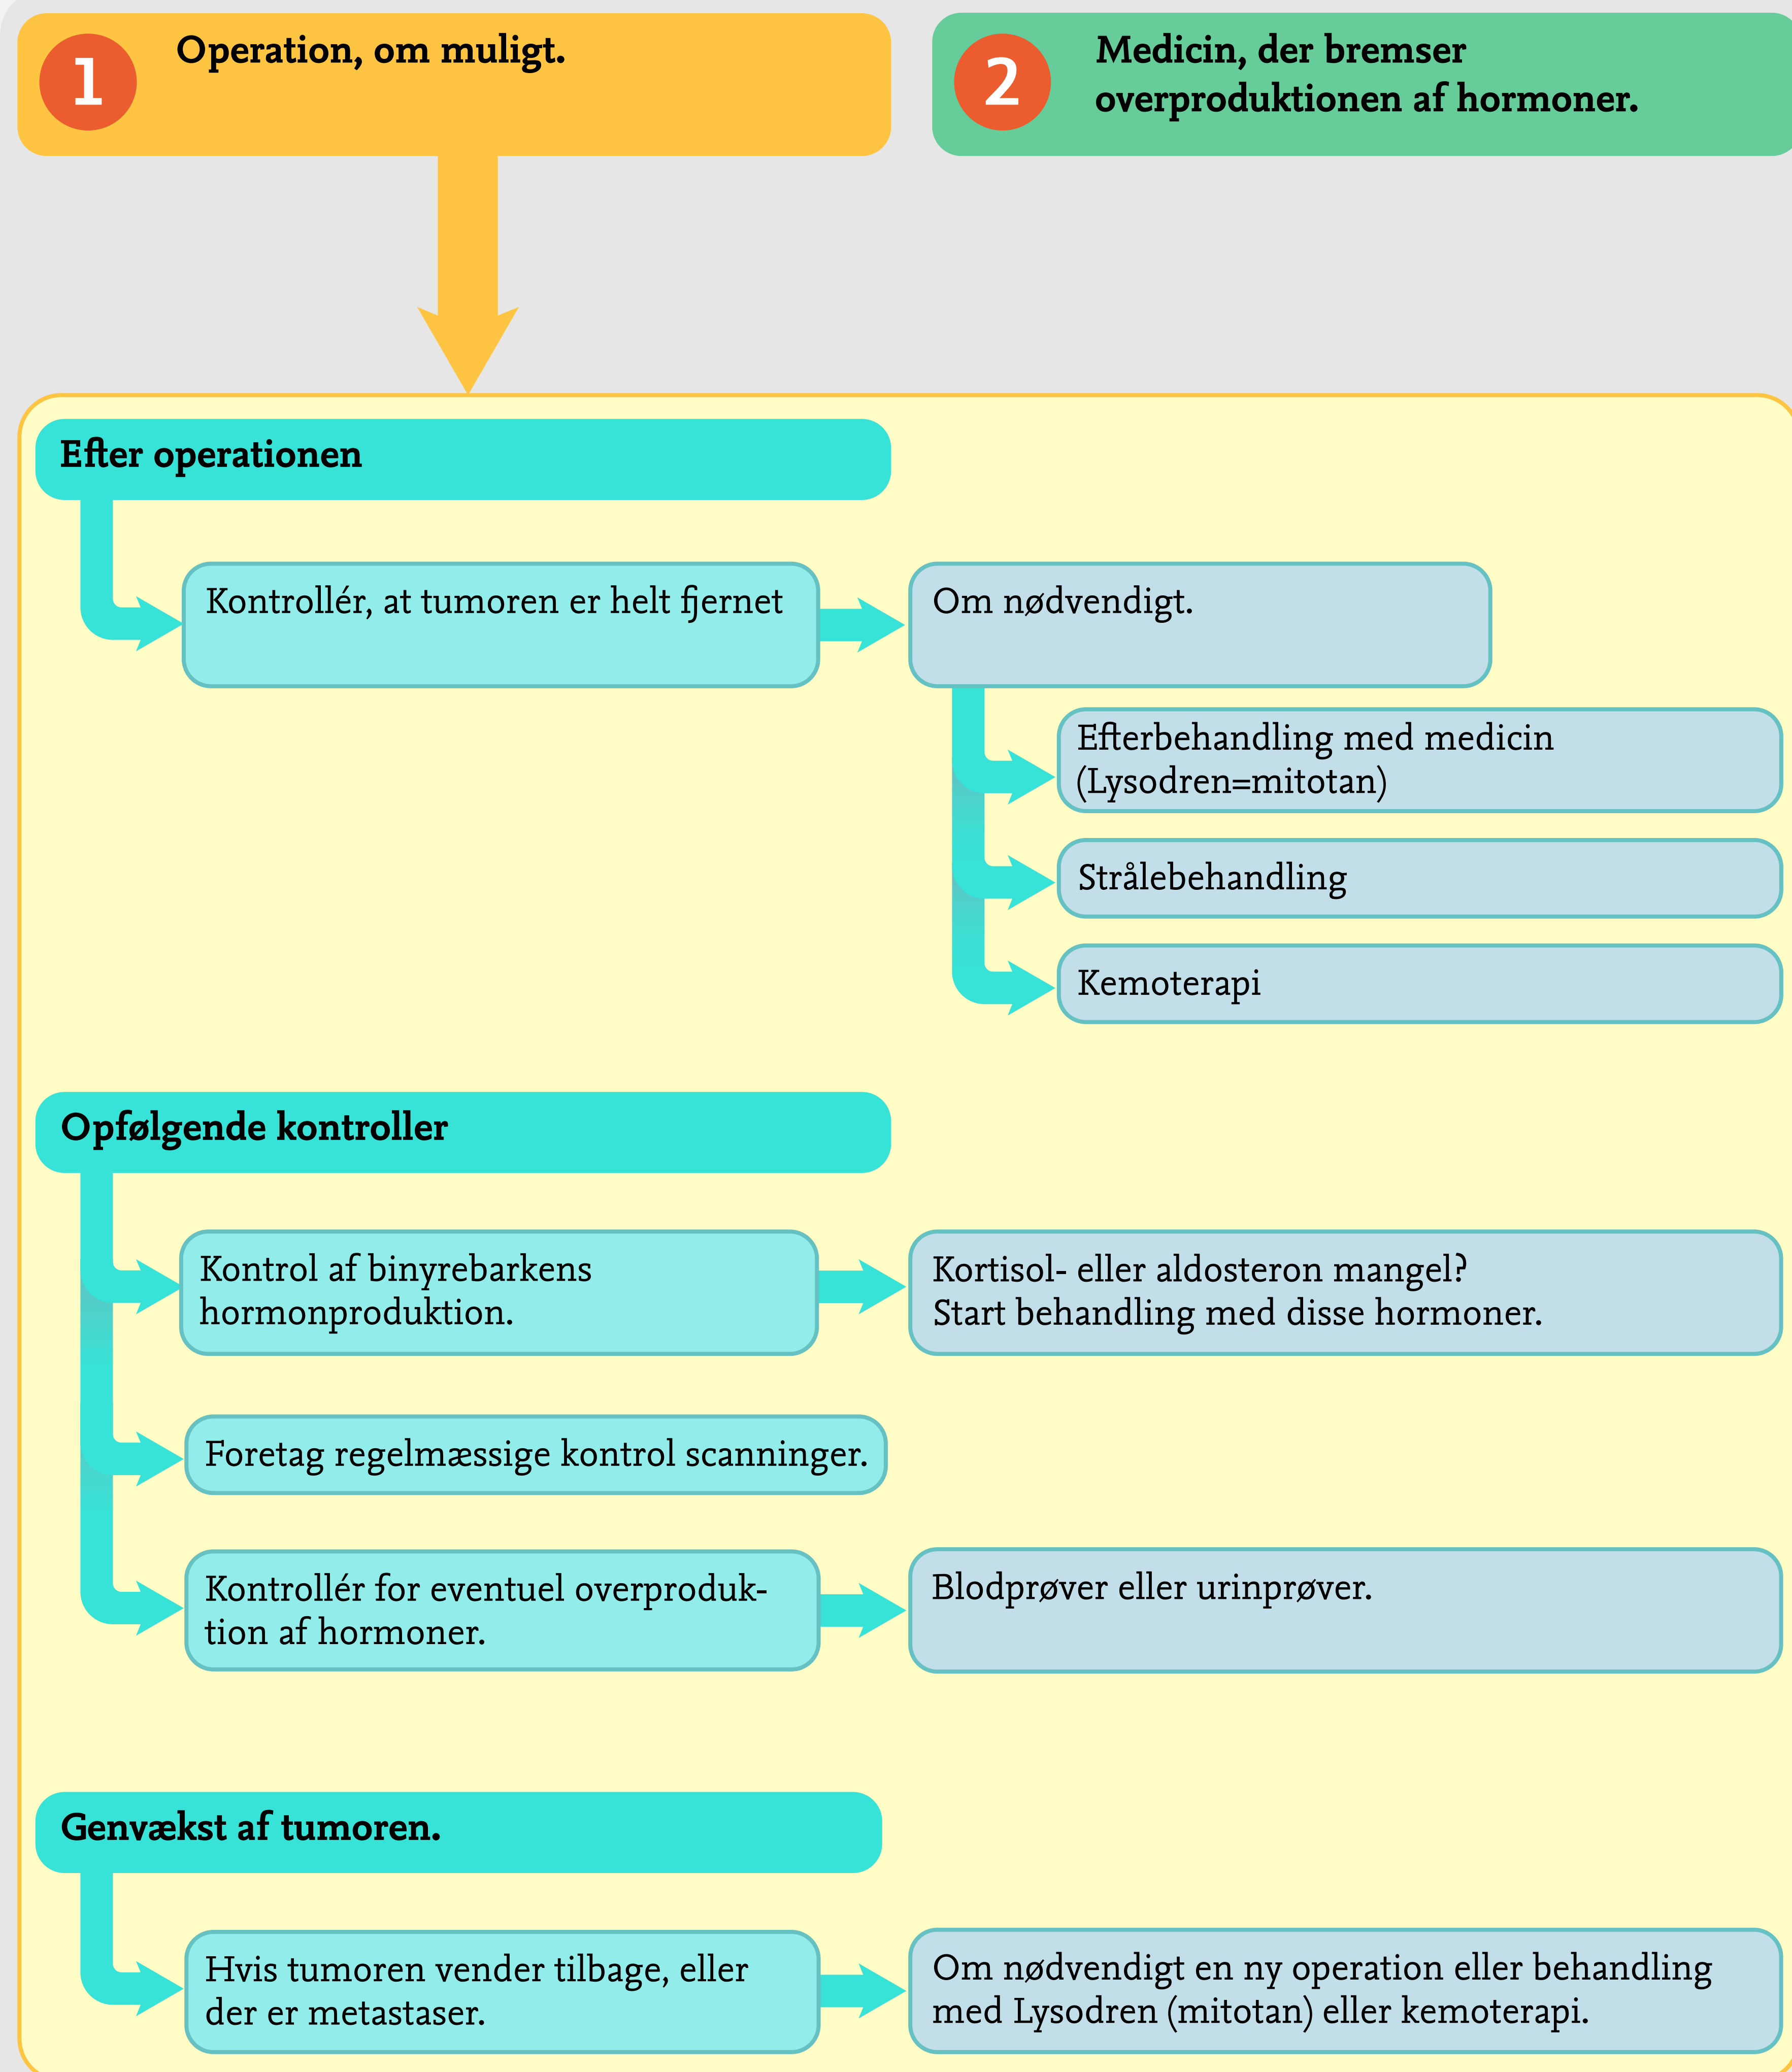 1
Operation, om muligt.
2
Medicin, der bremser
overproduktionen af hormoner.
Efter operationen
Kontrollér, at tumoren er helt fjernet
Om nødvendigt.
Efterbehandling med medicin
(Lysodren=mitotan)
Strålebehandling
Kemoterapi
Opfølgende kontroller
Kontrol af binyrebarkens
hormonproduktion.
Kortisol- eller aldosteron mangel?
Start behandling med disse hormoner.
Foretag regelmæssige kontrol scanninger.
Kontrollér for eventuel overproduk-
tion af hormoner.
Blodprøver eller urinprøver.
Genvækst af tumoren.
Hvis tumoren vender tilbage, eller
der er metastaser.
Om nødvendigt en ny operation eller behandling
med Lysodren (mitotan) eller kemoterapi.